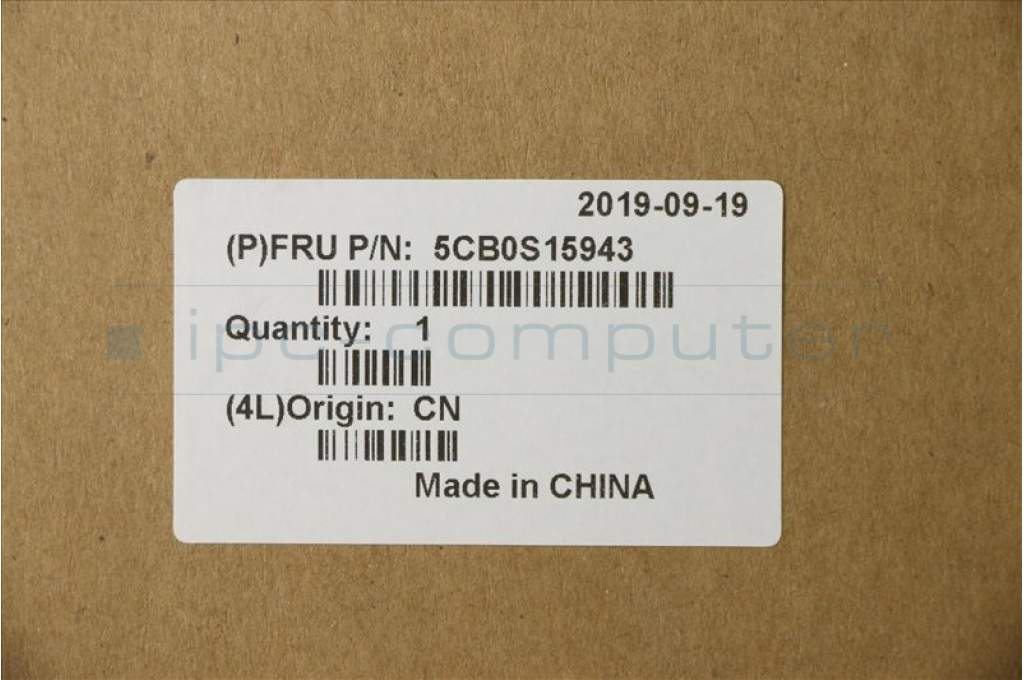 2019-09-19
(P)FRU P/N: 5CB0S15943
Quantity: 1
ipc-computer
(4L)Origin: CN
Made in CHINA